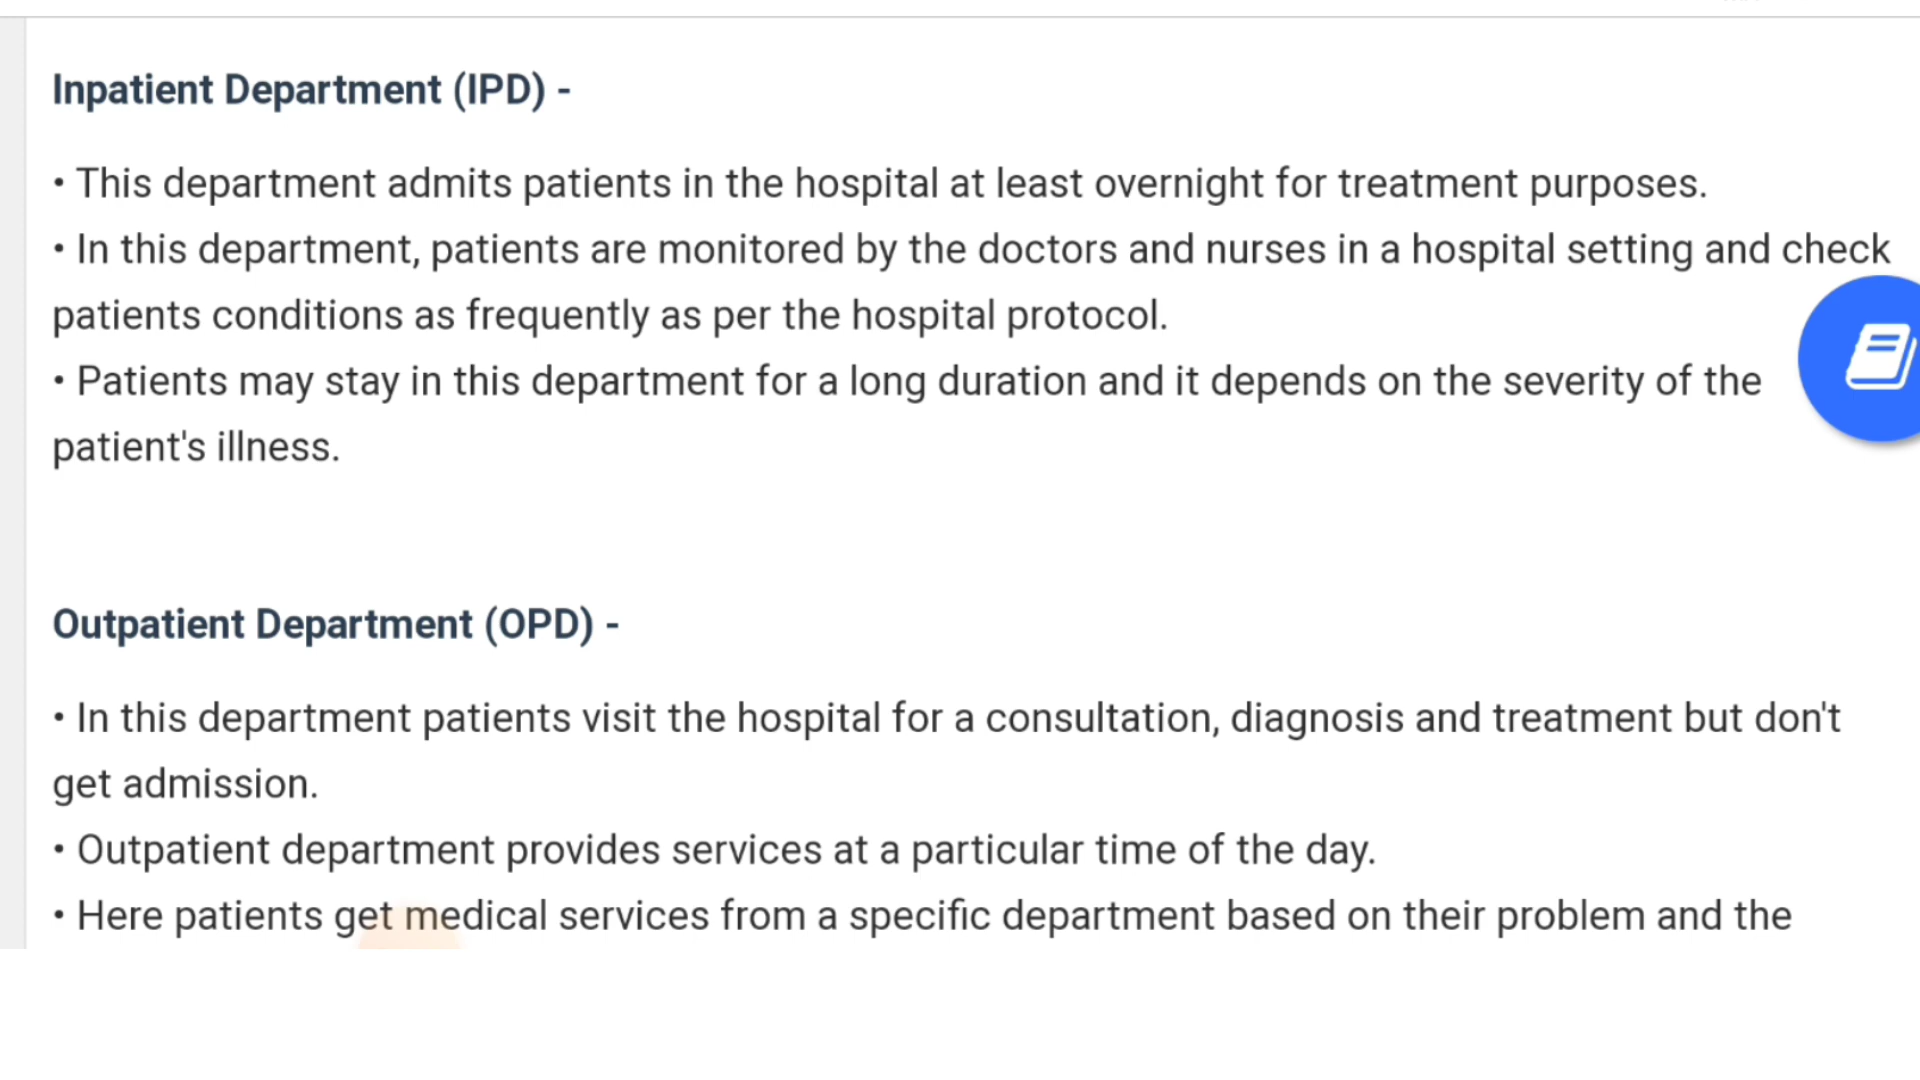 Inpatient Department (IPD) -
• This department admits patients in the hospital at least overnight for treatment purposes.
• In this department, patients are monitored by the doctors and nurses in a hospital setting and check
patients conditions as frequently as per the hospital protocol.
• Patients may stay in this department for a long duration and it depends on the severity of the
patient's illness.
Outpatient Department (OPD) -
• In this department patients visit the hospital for a consultation, diagnosis and treatment but don't
get admission.
• Outpatient department provides services at a particular time of the day.
• Here patients get medical services from a specific department based on their problem and the